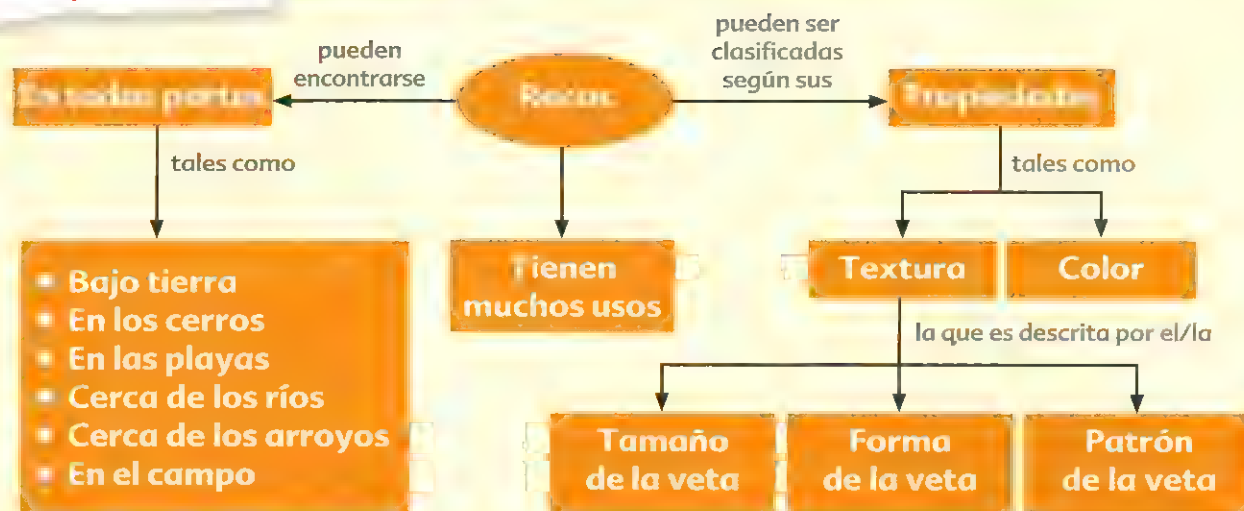 pueden
encontrarse
pueden ser
clasificadas
según sus
tales como
tales como
Bajo tierra
En los cerros
En las playas
Cerca de los ríos
Cerca de los arroyos
En el campo
Tienen
muchos usos
Textura
Color
la que es descrita por el/la
Tamaño
de la veta
Forma
de la veta
Patrón
de la veta